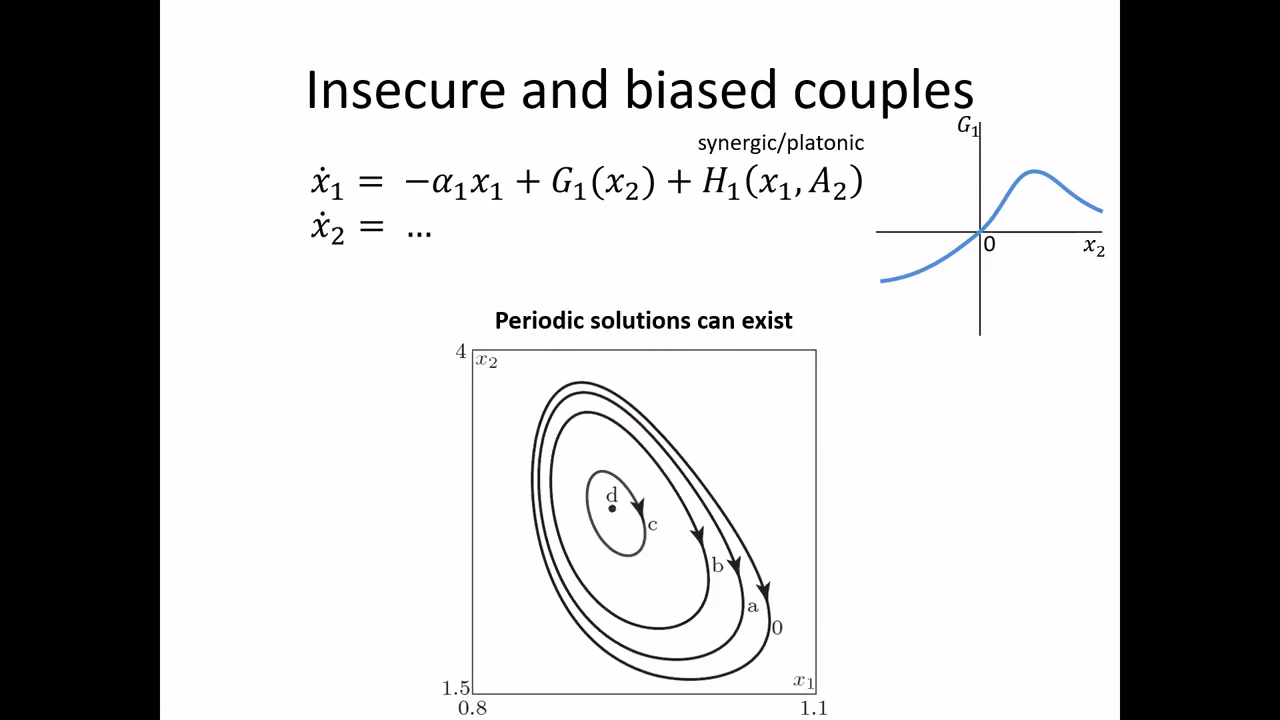 Insecure and biased couples
synergic/platonic
ẋ₁ = −α₁x₁ + G₁(x₂) + H₁(x₁, A₂)
ẋ₂ = ...
G₁
0
x₂
Periodic solutions can exist
4
x₂
d
c
b
a
0
x₁
1.5
0.8
1.1